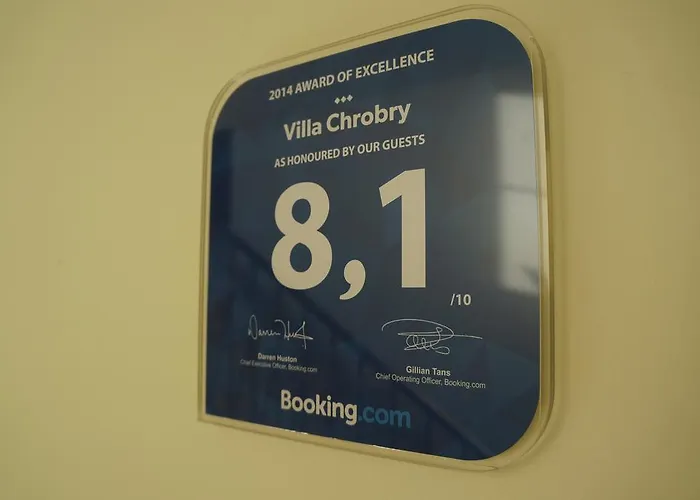 2014 AWARD OF EXCELLENCE
Villa Chrobry
AS HONOURED BY OUR GUESTS
8,1
/10
Darren Huston
Gillian Tans
Chief Executive Officer, Booking.com
Chief Operating Officer, Booking.com
Booking.com